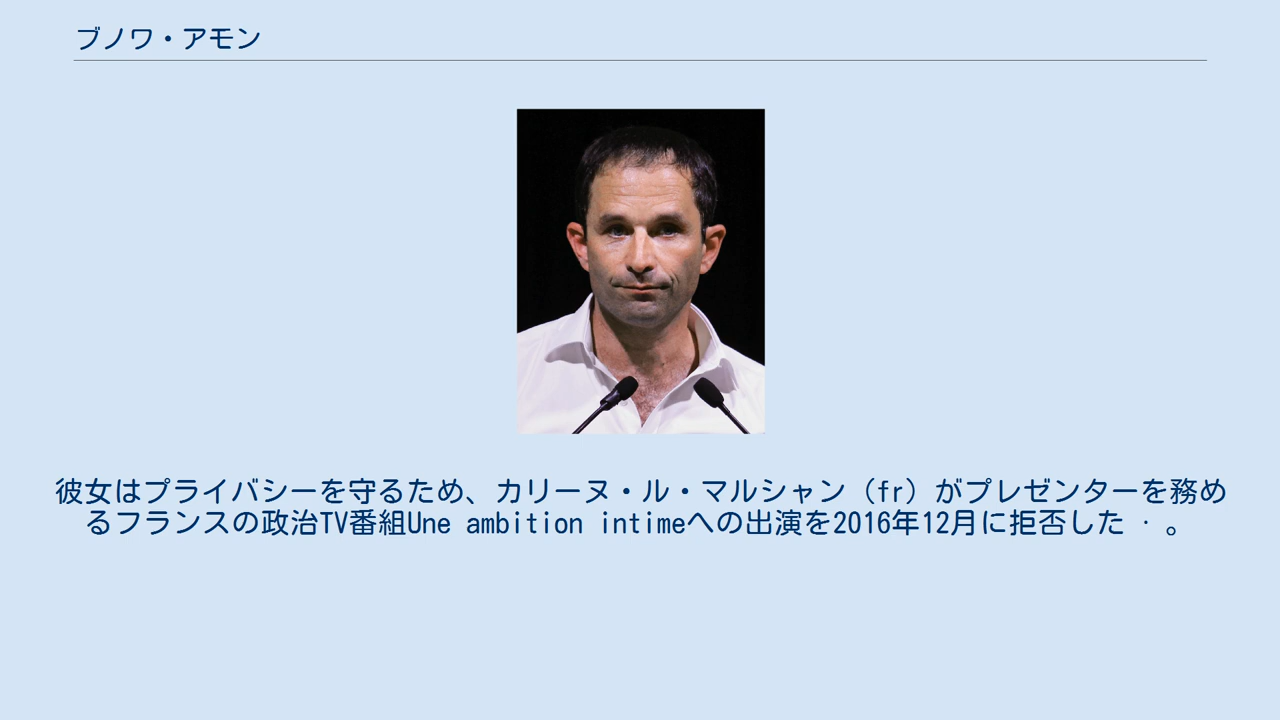 ブノワ・アモン
彼女はプライバシーを守るため、カリーヌ・ル・マルシャン（fr）がプレゼンターを務め
るフランスの政治TV番組Une ambition intimeへの出演を2016年12月に拒否した · 。